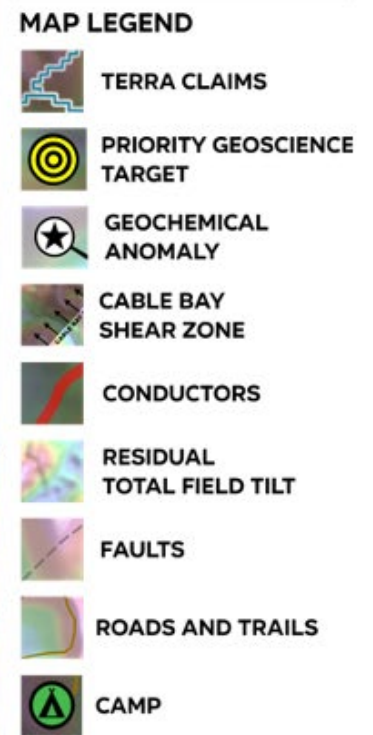 MAP LEGEND
TERRA CLAIMS
PRIORITY GEOSCIENCE
TARGET
GEOCHEMICAL
ANOMALY
CABLE BAY
SHEAR ZONE
CONDUCTORS
RESIDUAL
TOTAL FIELD TILT
FAULTS
ROADS AND TRAILS
CAMP